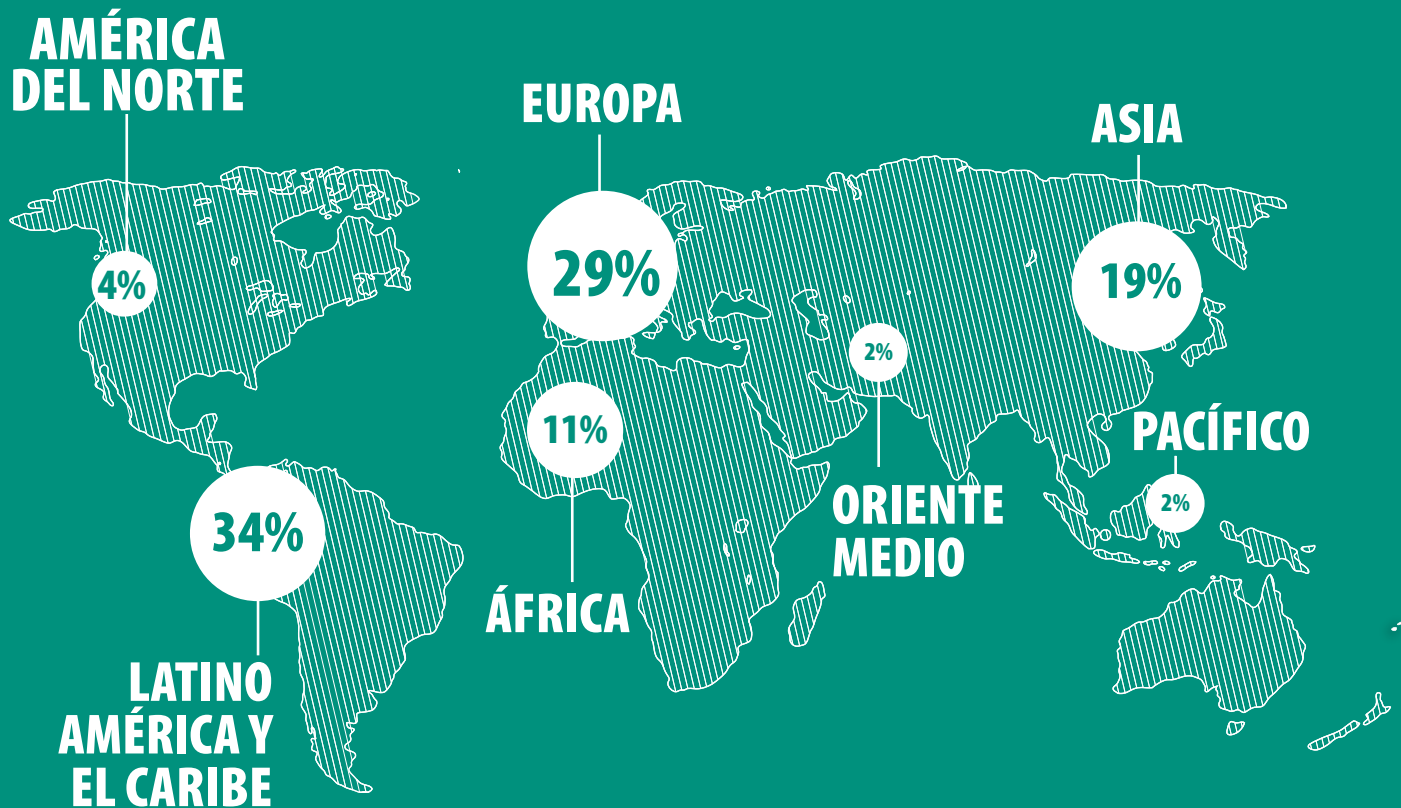 AMÉRICA
DEL NORTE
4%
EUROPA
29%
ASIA
19%
2%
ORIENTE
MEDIO
PACÍFICO
2%
11%
ÁFRICA
34%
LATINO
AMÉRICA Y
EL CARIBE